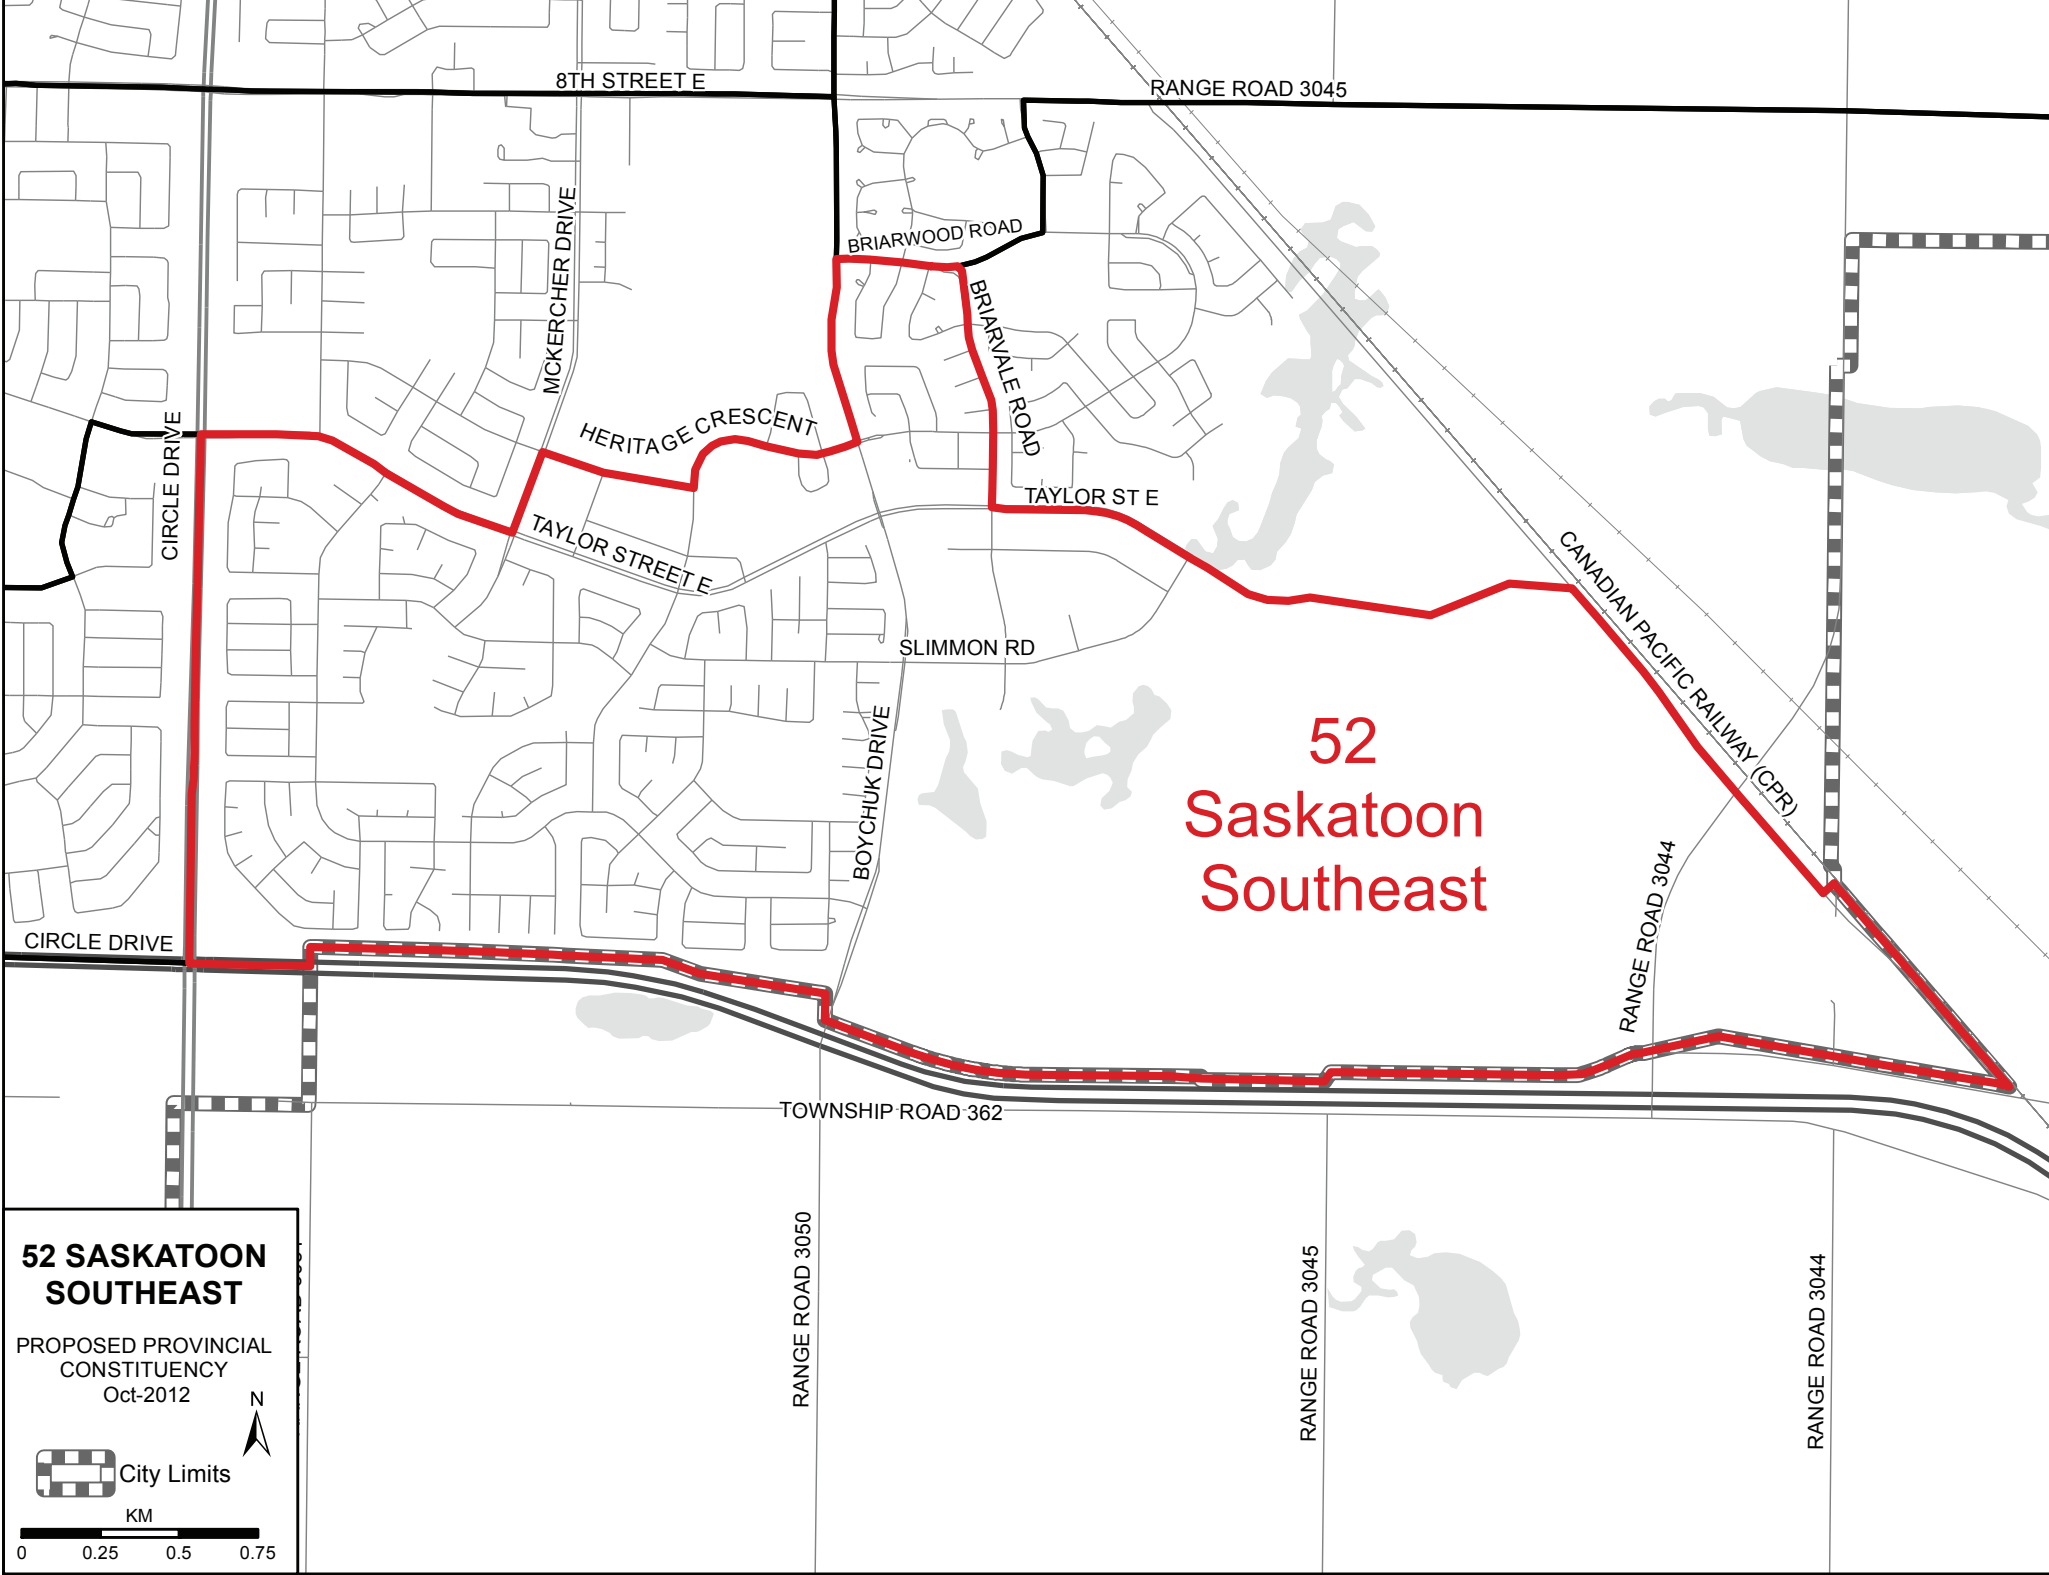 8TH STREET E
RANGE ROAD 3045
MCKERCHER DRIVE
BRIARWOOD ROAD
BRIARVALE ROAD
HERITAGE CRESCENT
CIRCLE DRIVE
TAYLOR ST E
TAYLOR STREET E
CANADIAN PACIFIC RAILWAY (CPR)
SLIMMON RD
BOYCHUK DRIVE
52
Saskatoon
Southeast
RANGE ROAD 3044
CIRCLE DRIVE
TOWNSHIP ROAD 362
RANGE ROAD 3050
RANGE ROAD 3045
RANGE ROAD 3044
52 SASKATOON
SOUTHEAST
PROPOSED PROVINCIAL
CONSTITUENCY
Oct-2012
N
City Limits
KM
0 0.25 0.5 0.75